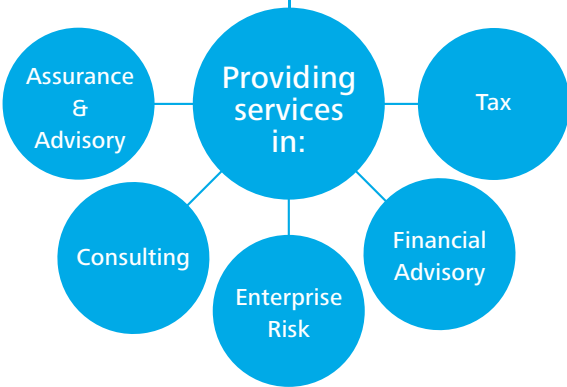 Providing
services
in:
Assurance
&
Advisory
Consulting
Enterprise
Risk
Financial
Advisory
Tax